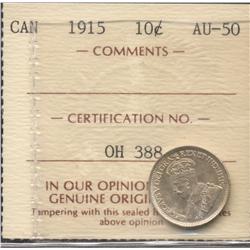 CAN 1915 10¢ AU-50
— COMMENTS —
— CERTIFICATION NO. —
OH 388
IN OUR OPINION
GENUINE ORIGI
Tampering with this sealed
above opinion